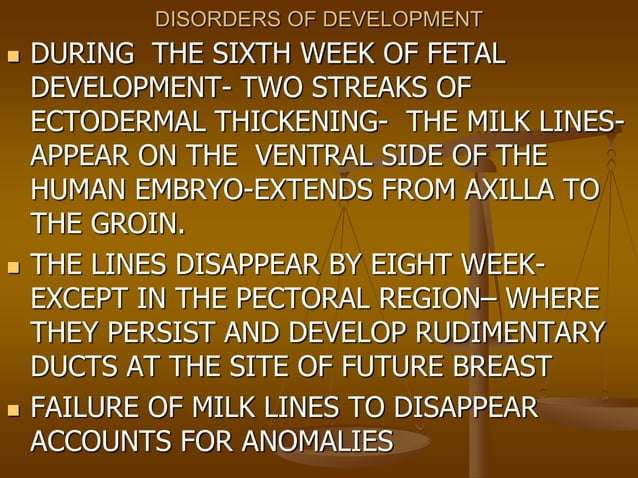 DISORDERS OF DEVELOPMENT
DURING THE SIXTH WEEK OF FETAL
DEVELOPMENT- TWO STREAKS OF
ECTODERMAL THICKENING- THE MILK LINES-
APPEAR ON THE VENTRAL SIDE OF THE
HUMAN EMBRYO-EXTENDS FROM AXILLA TO
THE GROIN.
THE LINES DISAPPEAR BY EIGHT WEEK-
EXCEPT IN THE PECTORAL REGION– WHERE
THEY PERSIST AND DEVELOP RUDIMENTARY
DUCTS AT THE SITE OF FUTURE BREAST
FAILURE OF MILK LINES TO DISAPPEAR
ACCOUNTS FOR ANOMALIES